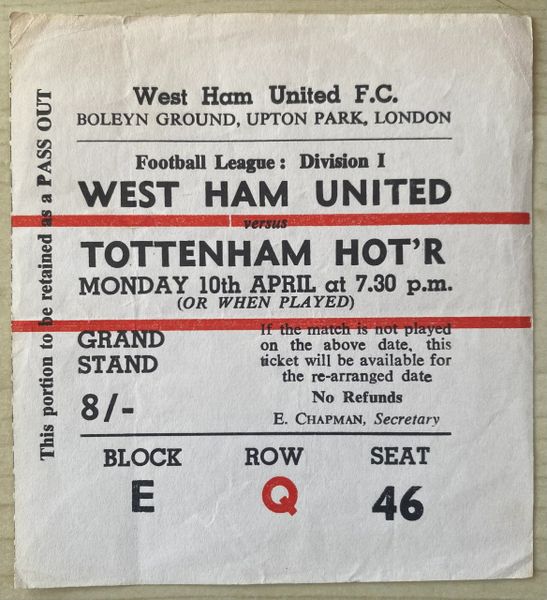 West Ham United F.C.
BOLEYN GROUND, UPTON PARK, LONDON
Football League: Division I
WEST HAM UNITED
versus
TOTTENHAM HOT'R
MONDAY 10th APRIL at 7.30 p.m.
(OR WHEN PLAYED)
GRAND
STAND
8/-
If the match is not played
on the above date, this
ticket will be available for
the re-arranged date
No Refunds
E. CHAPMAN, Secretary
BLOCK ROW SEAT
E Q 46
This portion to be retained as a PASS OUT